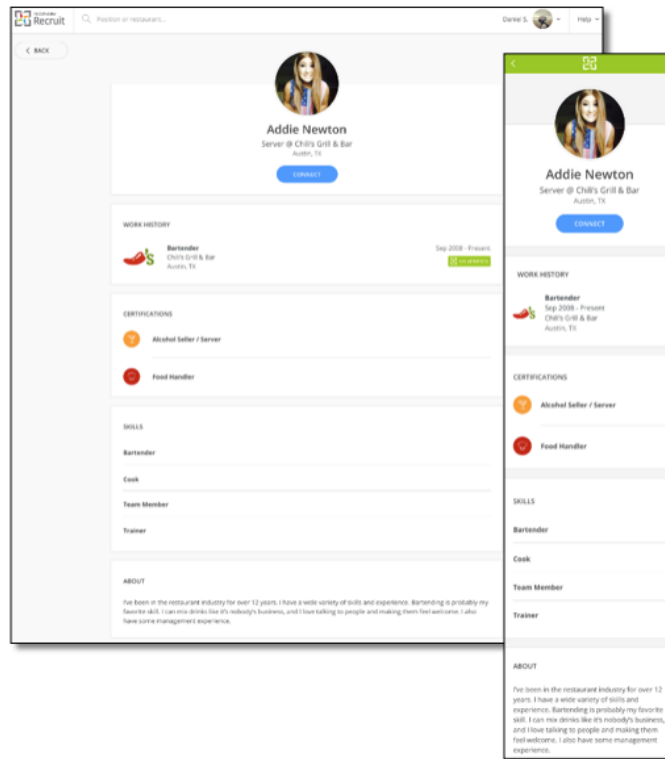 Recruit
Position or restaurant...
Daniel S.
Help
< BACK
Addie Newton
Server @ Chili's Grill & Bar
Austin, TX
CONNECT
WORK HISTORY
Bartender
Sep 2008 - Present
Chili's Grill & Bar
Austin, TX
CERTIFICATIONS
Alcohol Seller / Server
Food Handler
SKILLS
Bartender
Cook
Team Member
Trainer
ABOUT
I've been in the restaurant industry for over 12 years. I have a wide variety of skills and experience. Bartending is probably my
favorite skill. I can mix drinks like it's nobody's business, and I love talking to people and making them feel welcome. I also
have some management experience.
Addie Newton
Server @ Chili's Grill & Bar
Austin, TX
CONNECT
WORK HISTORY
Bartender
Sep 2008 - Present
Chili's Grill & Bar
Austin, TX
CERTIFICATIONS
Alcohol Seller / Server
Food Handler
SKILLS
Bartender
Cook
Team Member
Trainer
ABOUT
I've been in the restaurant industry for over 12
years. I have a wide variety of skills and
experience. Bartending is probably my favorite
skill. I can mix drinks like it's nobody's business,
and I love talking to people and making them
feel welcome. I also have some management
experience.